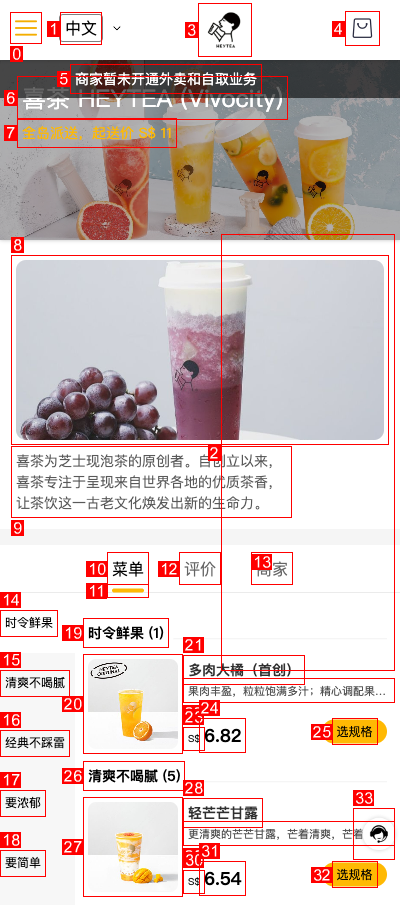 中文
HEYTEA
商家暂未开通外卖和自取业务
喜茶 HEYTEA (Vivocity)
全岛派送，起送价 S$ 11
喜茶为芝士现泡茶的原创者。自创立以来，
喜茶专注于呈现来自世界各地的优质茶香，
让茶饮这一古老文化焕发出新的生命力。
菜单
评价
商家
时令鲜果
清爽不喝腻
经典不踩雷
要浓郁
要简单
时令鲜果 (1)
多肉大橘（首创）
果肉丰盈，粒粒饱满多汁；精心调配果...
S$ 6.82
选规格
清爽不喝腻 (5)
轻芒芒甘露
更清爽的芒芒甘露，芒着清爽，芒着
S$ 6.54
选规格
0
1
2
3
4
5
6
7
8
9
10
11
12
13
14
15
16
17
18
19
20
21
23
24
25
26
27
28
30
31
32
33